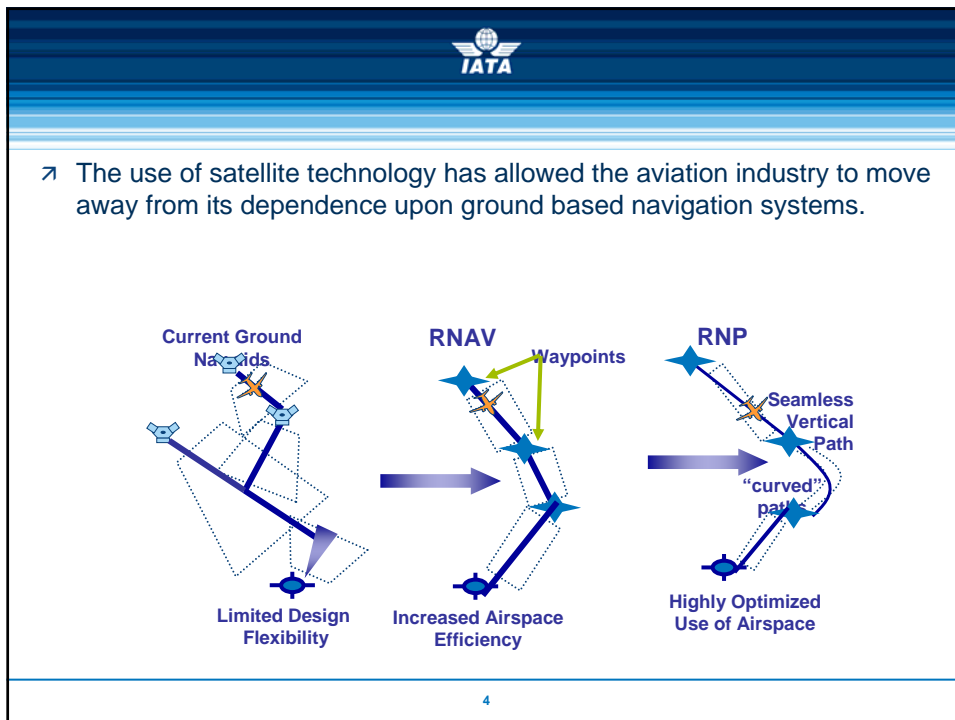 IATA
The use of satellite technology has allowed the aviation industry to move
away from its dependence upon ground based navigation systems.
Current Ground
Navaids
Limited Design
Flexibility
RNAV
Waypoints
Increased Airspace
Efficiency
RNP
Seamless
Vertical
Path
“curved”
paths
Highly Optimized
Use of Airspace
4